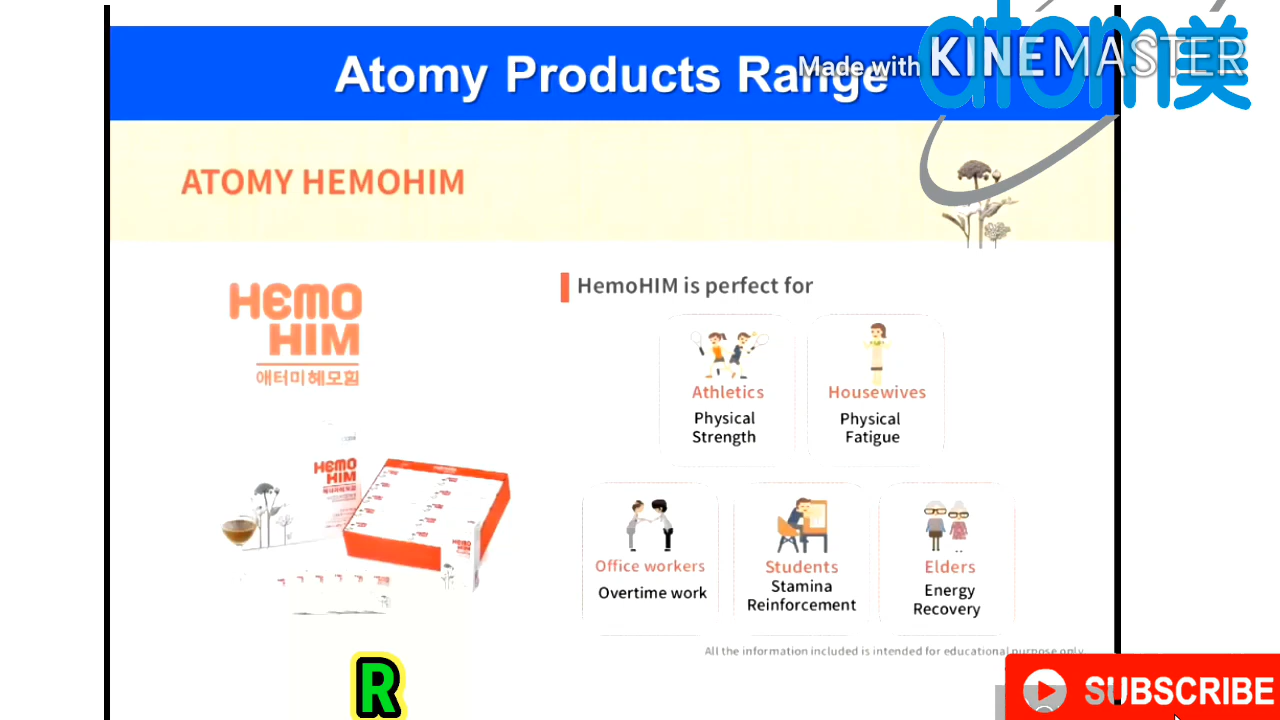 Atomy Products Range
Made with KINEMASTER
atom美
ATOMY HEMOHIM
HEMO
HIM
애터미헤모힘
HemoHIM is perfect for
Athletics
Physical
Strength
Housewives
Physical
Fatigue
HEMO
HIM
Office workers
Overtime work
Students
Stamina
Reinforcement
Elders
Energy
Recovery
All the information included is intended for educational purpose only.
R
SUBSCRIBE